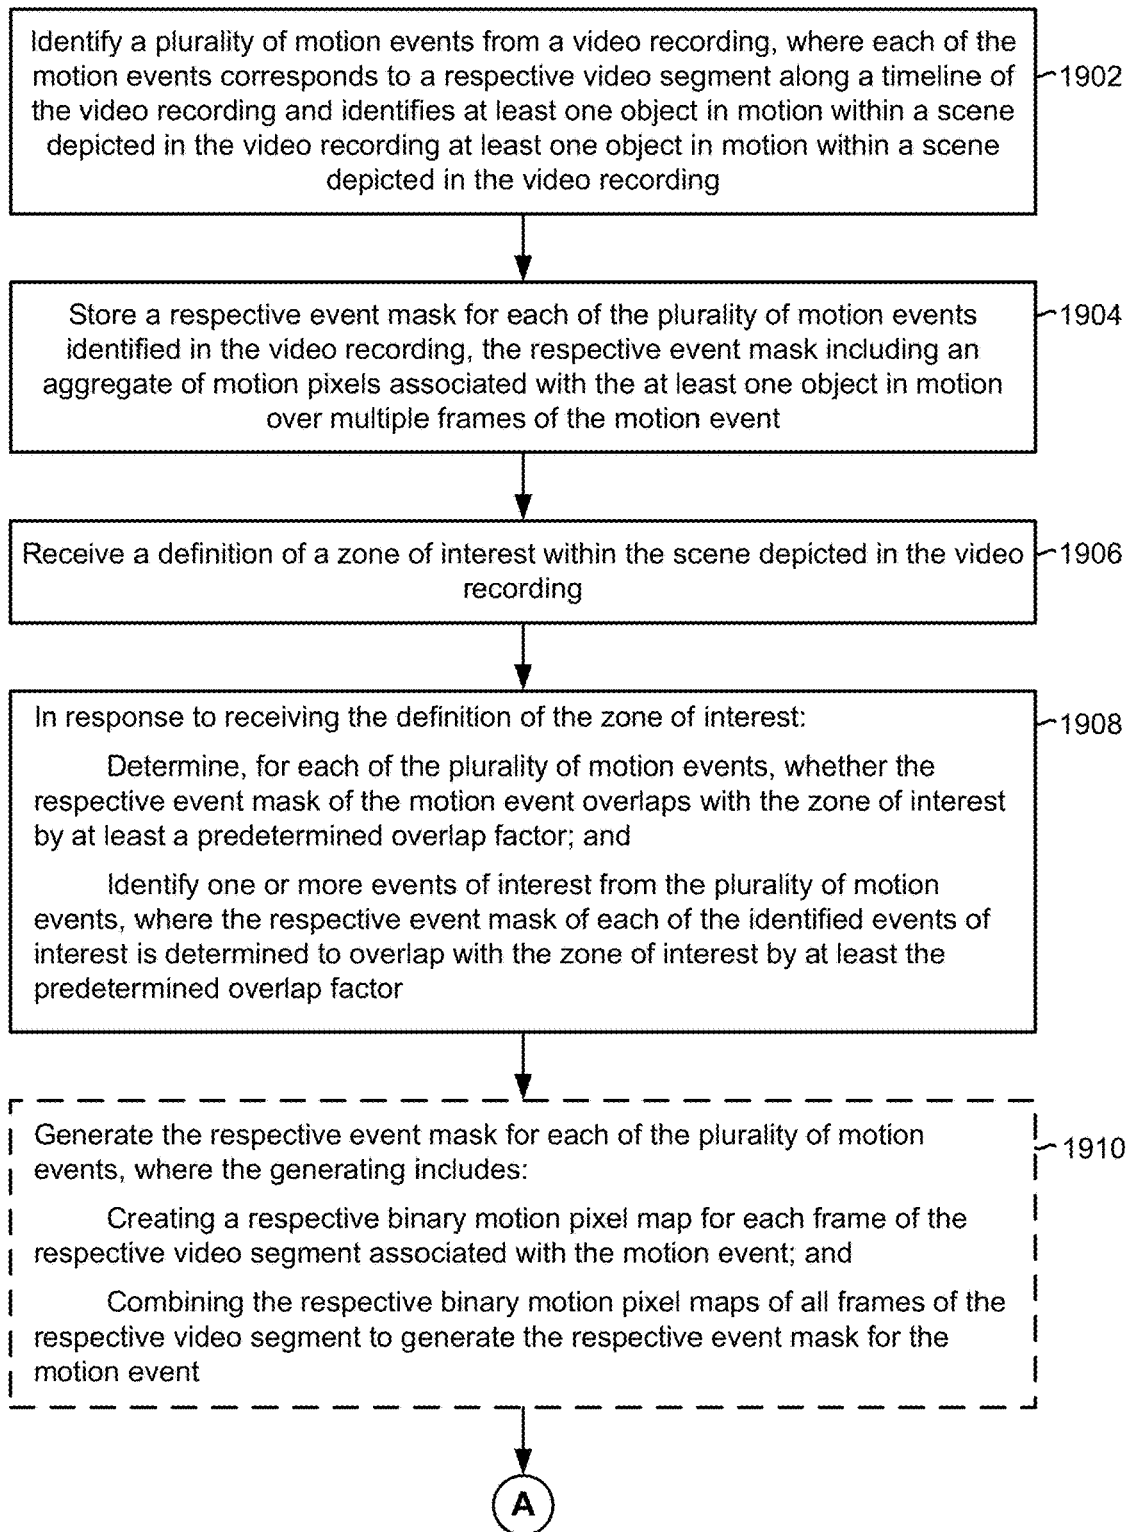 Identify a plurality of motion events from a video recording, where each of the
motion events corresponds to a respective video segment along a timeline of
the video recording and identifies at least one object in motion within a scene
depicted in the video recording at least one object in motion within a scene
depicted in the video recording
1902
Store a respective event mask for each of the plurality of motion events
identified in the video recording, the respective event mask including an
aggregate of motion pixels associated with the at least one object in motion
over multiple frames of the motion event
1904
Receive a definition of a zone of interest within the scene depicted in the video
recording
1906
In response to receiving the definition of the zone of interest:
Determine, for each of the plurality of motion events, whether the
respective event mask of the motion event overlaps with the zone of interest
by at least a predetermined overlap factor; and
Identify one or more events of interest from the plurality of motion
events, where the respective event mask of each of the identified events of
interest is determined to overlap with the zone of interest by at least the
predetermined overlap factor
1908
Generate the respective event mask for each of the plurality of motion
events, where the generating includes:
Creating a respective binary motion pixel map for each frame of the
respective video segment associated with the motion event; and
Combining the respective binary motion pixel maps of all frames of the
respective video segment to generate the respective event mask for the
motion event
1910
A